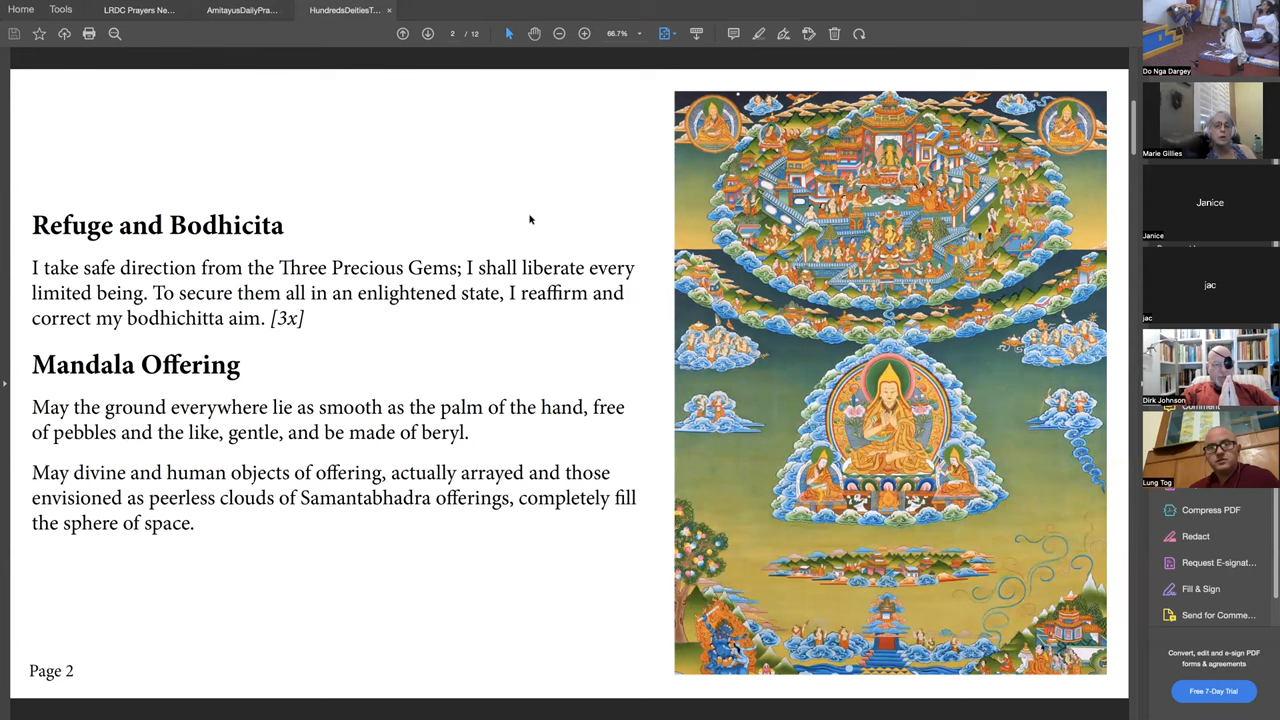 Home
Tools
LRDC Prayers Ne...
AmitayusDailyPra...
HundredsDeitiesT...
2 / 12
66.7%
Refuge and Bodhicita
I take safe direction from the Three Precious Gems; I shall liberate every
limited being. To secure them all in an enlightened state, I reaffirm and
correct my bodhichitta aim. [3x]
Mandala Offering
May the ground everywhere lie as smooth as the palm of the hand, free
of pebbles and the like, gentle, and be made of beryl.
May divine and human objects of offering, actually arrayed and those
envisioned as peerless clouds of Samantabhadra offerings, completely fill
the sphere of space.
Page 2
Do Nga Dargey
Marie Gillies
Janice
Janice
jac
jac
Dirk Johnson
Comment
Lung Tog
Compress PDF
Redact
Request E-signat...
Fill & Sign
Send for Comme...
Convert, edit and e-sign PDF
forms & agreements
Free 7-Day Trial